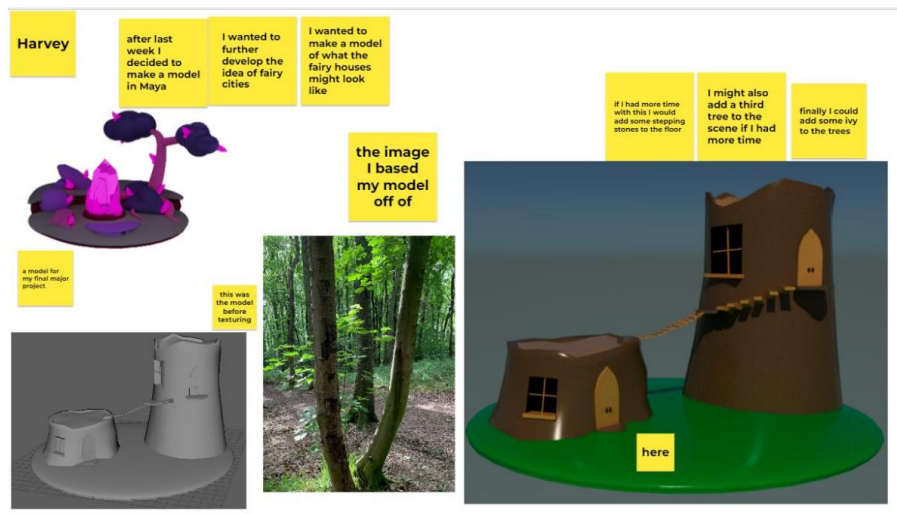 Harvey
after last
week I
decided to
make a model
in Maya
I wanted to
further
develop the
idea of fairy
cities
I wanted to
make a model
of what the
fairy houses
might look
like
if I had more time
with this I would
add some stepping
stones to the floor
I might also
add a third
tree to the
scene if I had
more time
finally I could
add some ivy
to the trees
the image
I based
my model
off of
a model for
my final major
project
this was
the model
before
texturing
here